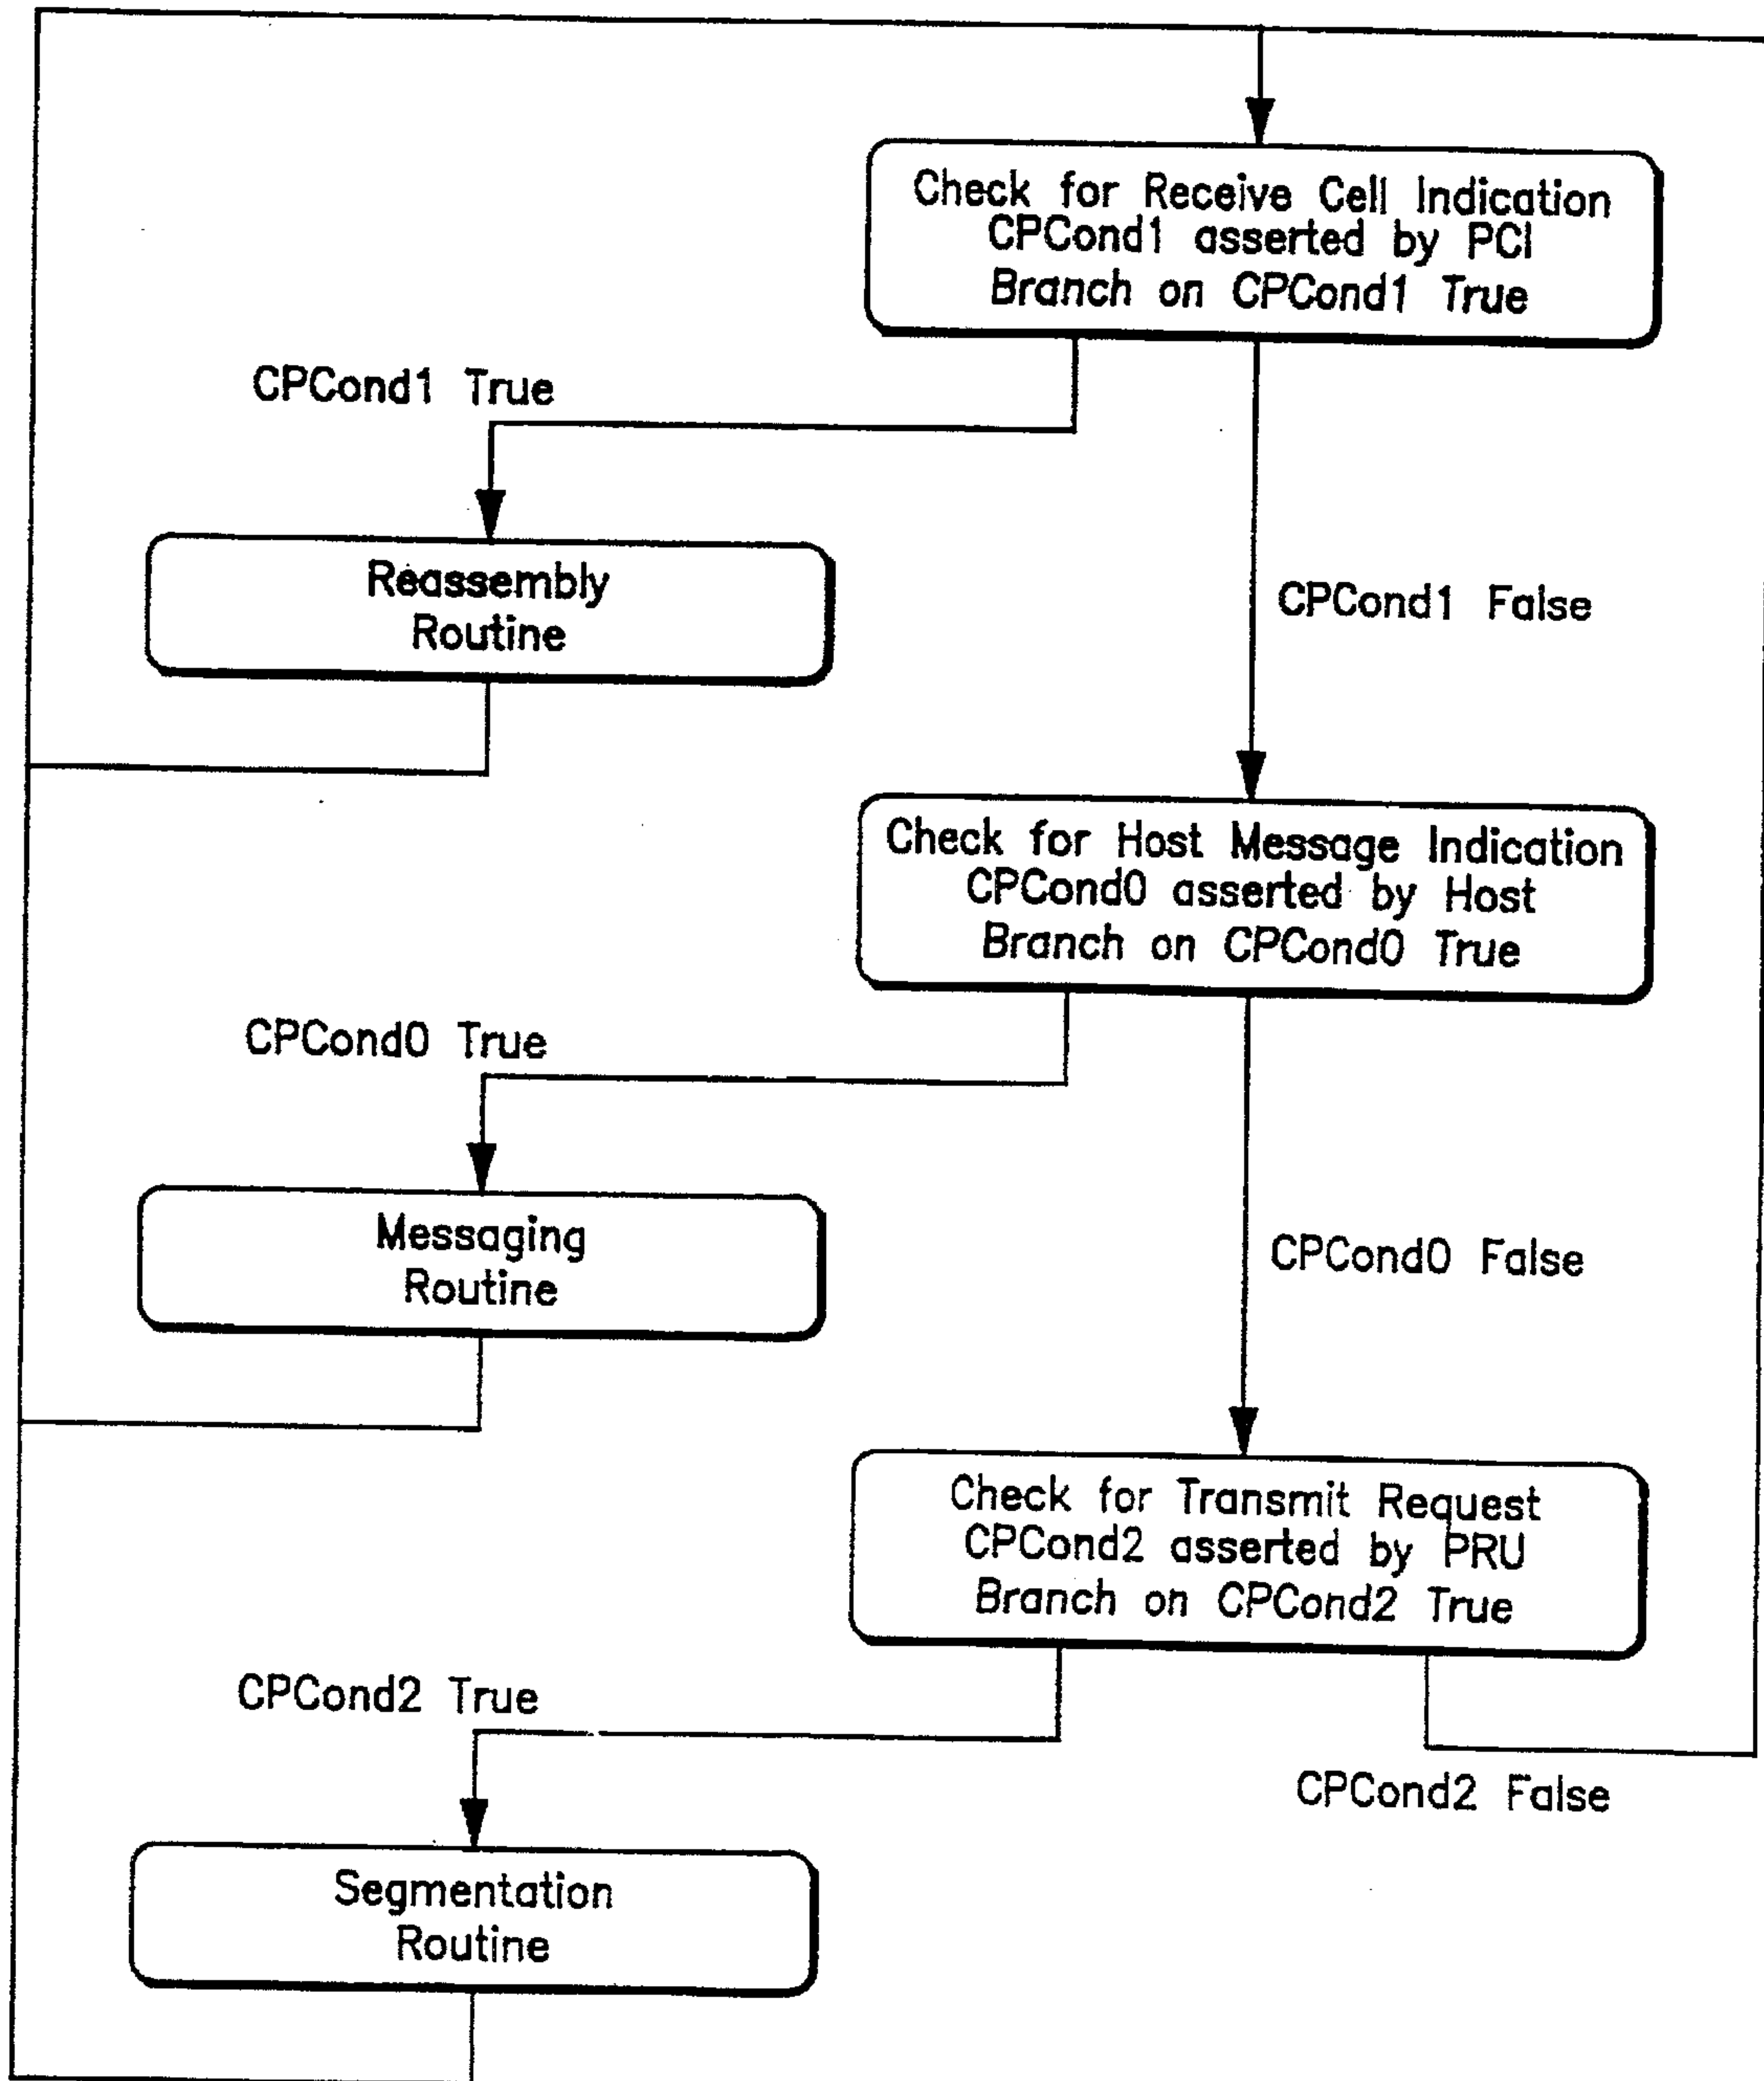 Check for Receive Cell Indication
CPCond1 asserted by PCI
Branch on CPCond1 True
CPCond1 True
Reassembly
Routine
CPCond1 False
Check for Host Message Indication
CPCond0 asserted by Host
Branch on CPCond0 True
CPCond0 True
Messaging
Routine
CPCond0 False
Check for Transmit Request
CPCond2 asserted by PRU
Branch on CPCond2 True
CPCond2 True
CPCond2 False
Segmentation
Routine